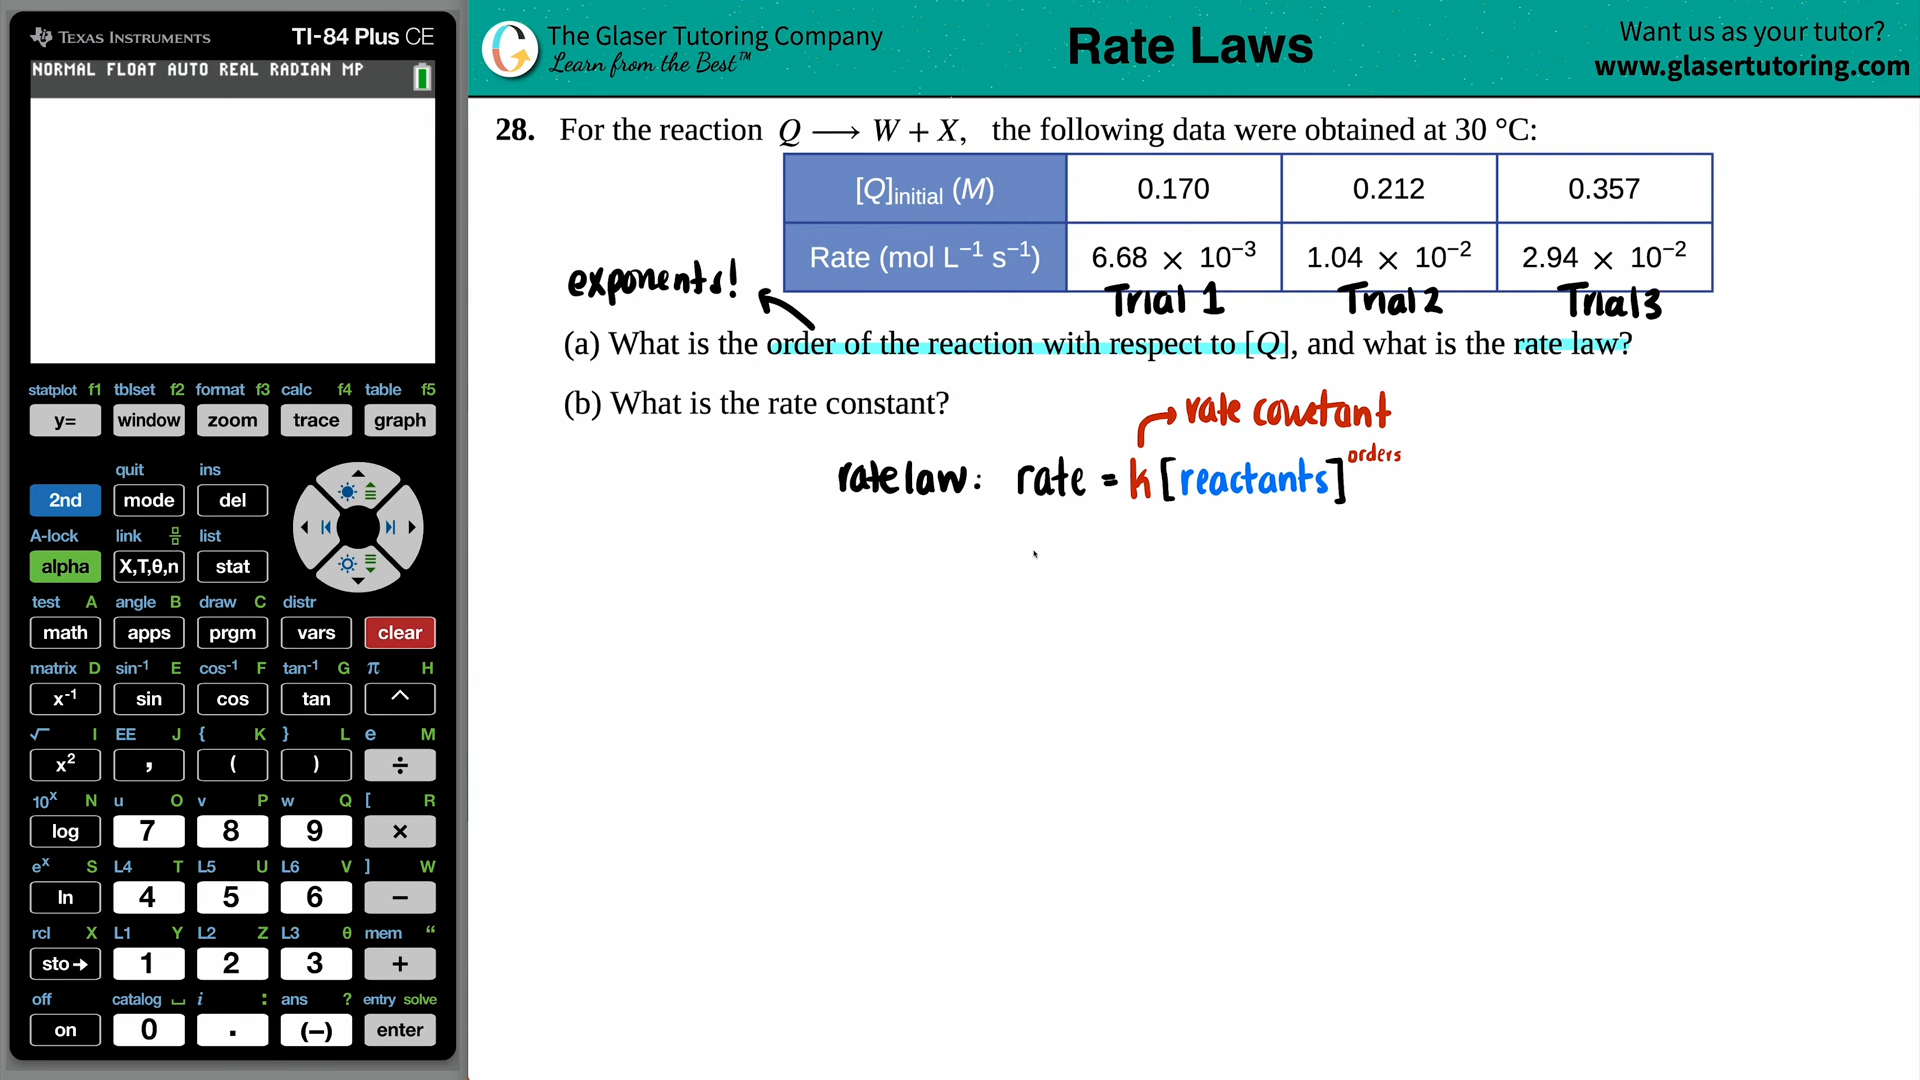 TEXAS INSTRUMENTS TI-84 Plus CE
NORMAL FLOAT AUTO REAL RADIAN MP
statplot f1 tblset f2 format f3 calc f4 table f5
y= window zoom trace graph
quit ins
2nd mode del
A-lock link list
alpha X,T,θ,n stat
test A angle B draw C distr
math apps prgm vars clear
matrix D sin⁻¹ E cos⁻¹ F tan⁻¹ G π H
x⁻¹ sin cos tan ^
√ I EE J { K } L e M
x² , ( ) ÷
10ˣ N u O v P w Q [ R
log 7 8 9 ×
eˣ S L4 T L5 U L6 V ] W
ln 4 5 6 −
rcl X L1 Y L2 Z L3 θ mem “
sto→ 1 2 3 +
off catalog ⎵ i : ans ? entry solve
on 0 . (−) enter
The Glaser Tutoring Company
Learn from the Best™
Rate Laws
Want us as your tutor?
www.glasertutoring.com
28. For the reaction Q ⟶ W + X, the following data were obtained at 30 °C:
[Q]initial (M) 0.170 0.212 0.357
Rate (mol L⁻¹ s⁻¹) 6.68 × 10⁻³ 1.04 × 10⁻² 2.94 × 10⁻²
exponents!
Trial 1 Trial 2 Trial 3
(a) What is the order of the reaction with respect to [Q], and what is the rate law?
(b) What is the rate constant?
rate constant
rate law: rate = k [reactants]^orders